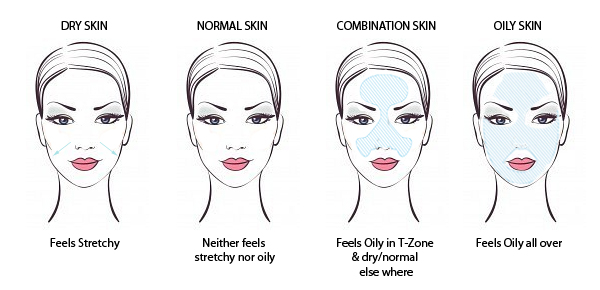 DRY SKIN
NORMAL SKIN
COMBINATION SKIN
OILY SKIN
Feels Stretchy
Neither feels
stretchy nor oily
Feels Oily in T-Zone
& dry/normal
else where
Feels Oily all over